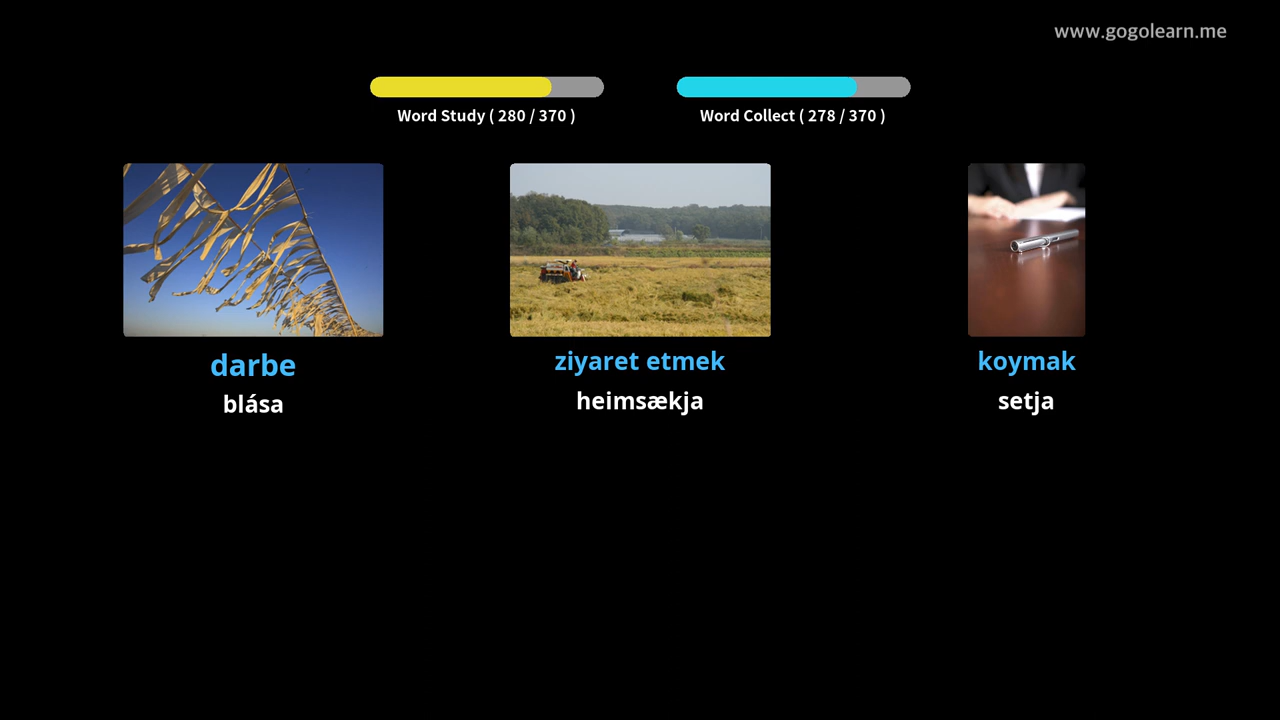 www.gogolearn.me
Word Study ( 280 / 370 )
Word Collect ( 278 / 370 )
darbe
blása
ziyaret etmek
heimsækja
koymak
setja